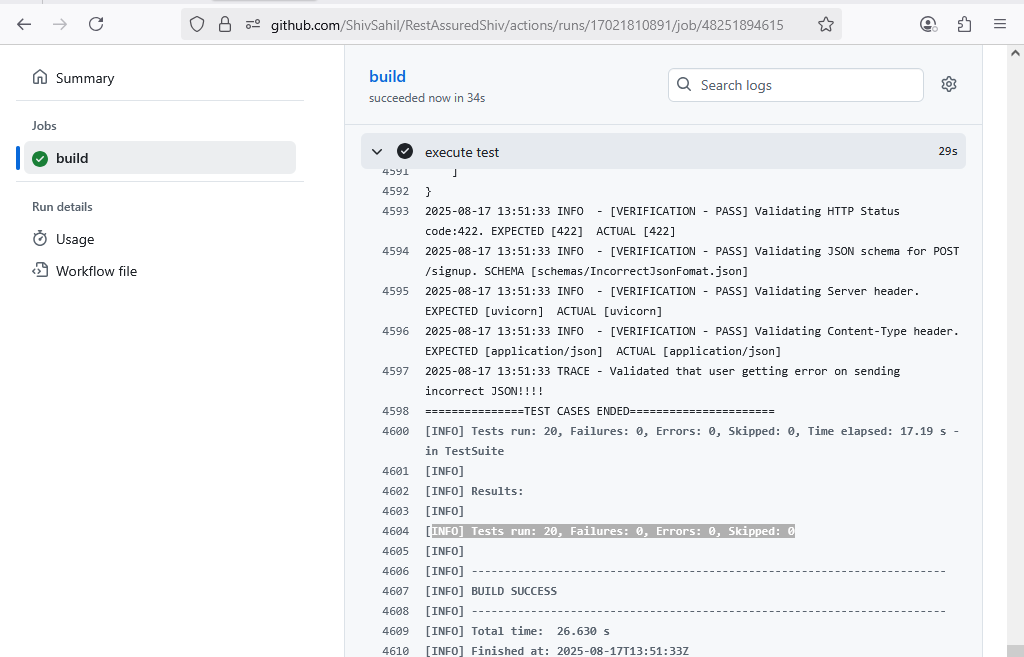 github.com/ShivSahil/RestAssuredShiv/actions/runs/17021810891/job/48251894615
Summary
Jobs
build
Run details
Usage
Workflow file
build
succeeded now in 34s
Search logs
execute test
29s
4591 ]
4592 }
4593 2025-08-17 13:51:33 INFO  - [VERIFICATION - PASS] Validating HTTP Status
code:422. EXPECTED [422]  ACTUAL [422]
4594 2025-08-17 13:51:33 INFO  - [VERIFICATION - PASS] Validating JSON schema for POST
/signup. SCHEMA [schemas/IncorrectJsonFomat.json]
4595 2025-08-17 13:51:33 INFO  - [VERIFICATION - PASS] Validating Server header.
EXPECTED [uvicorn]  ACTUAL [uvicorn]
4596 2025-08-17 13:51:33 INFO  - [VERIFICATION - PASS] Validating Content-Type header.
EXPECTED [application/json]  ACTUAL [application/json]
4597 2025-08-17 13:51:33 TRACE - Validated that user getting error on sending
incorrect JSON!!!!
4598 ===============TEST CASES ENDED======================
4600 [INFO] Tests run: 20, Failures: 0, Errors: 0, Skipped: 0, Time elapsed: 17.19 s -
in TestSuite
4601 [INFO]
4602 [INFO] Results:
4603 [INFO]
4604 [INFO] Tests run: 20, Failures: 0, Errors: 0, Skipped: 0
4605 [INFO]
4606 [INFO] ------------------------------------------------------------------------
4607 [INFO] BUILD SUCCESS
4608 [INFO] ------------------------------------------------------------------------
4609 [INFO] Total time:  26.630 s
4610 [INFO] Finished at: 2025-08-17T13:51:33Z